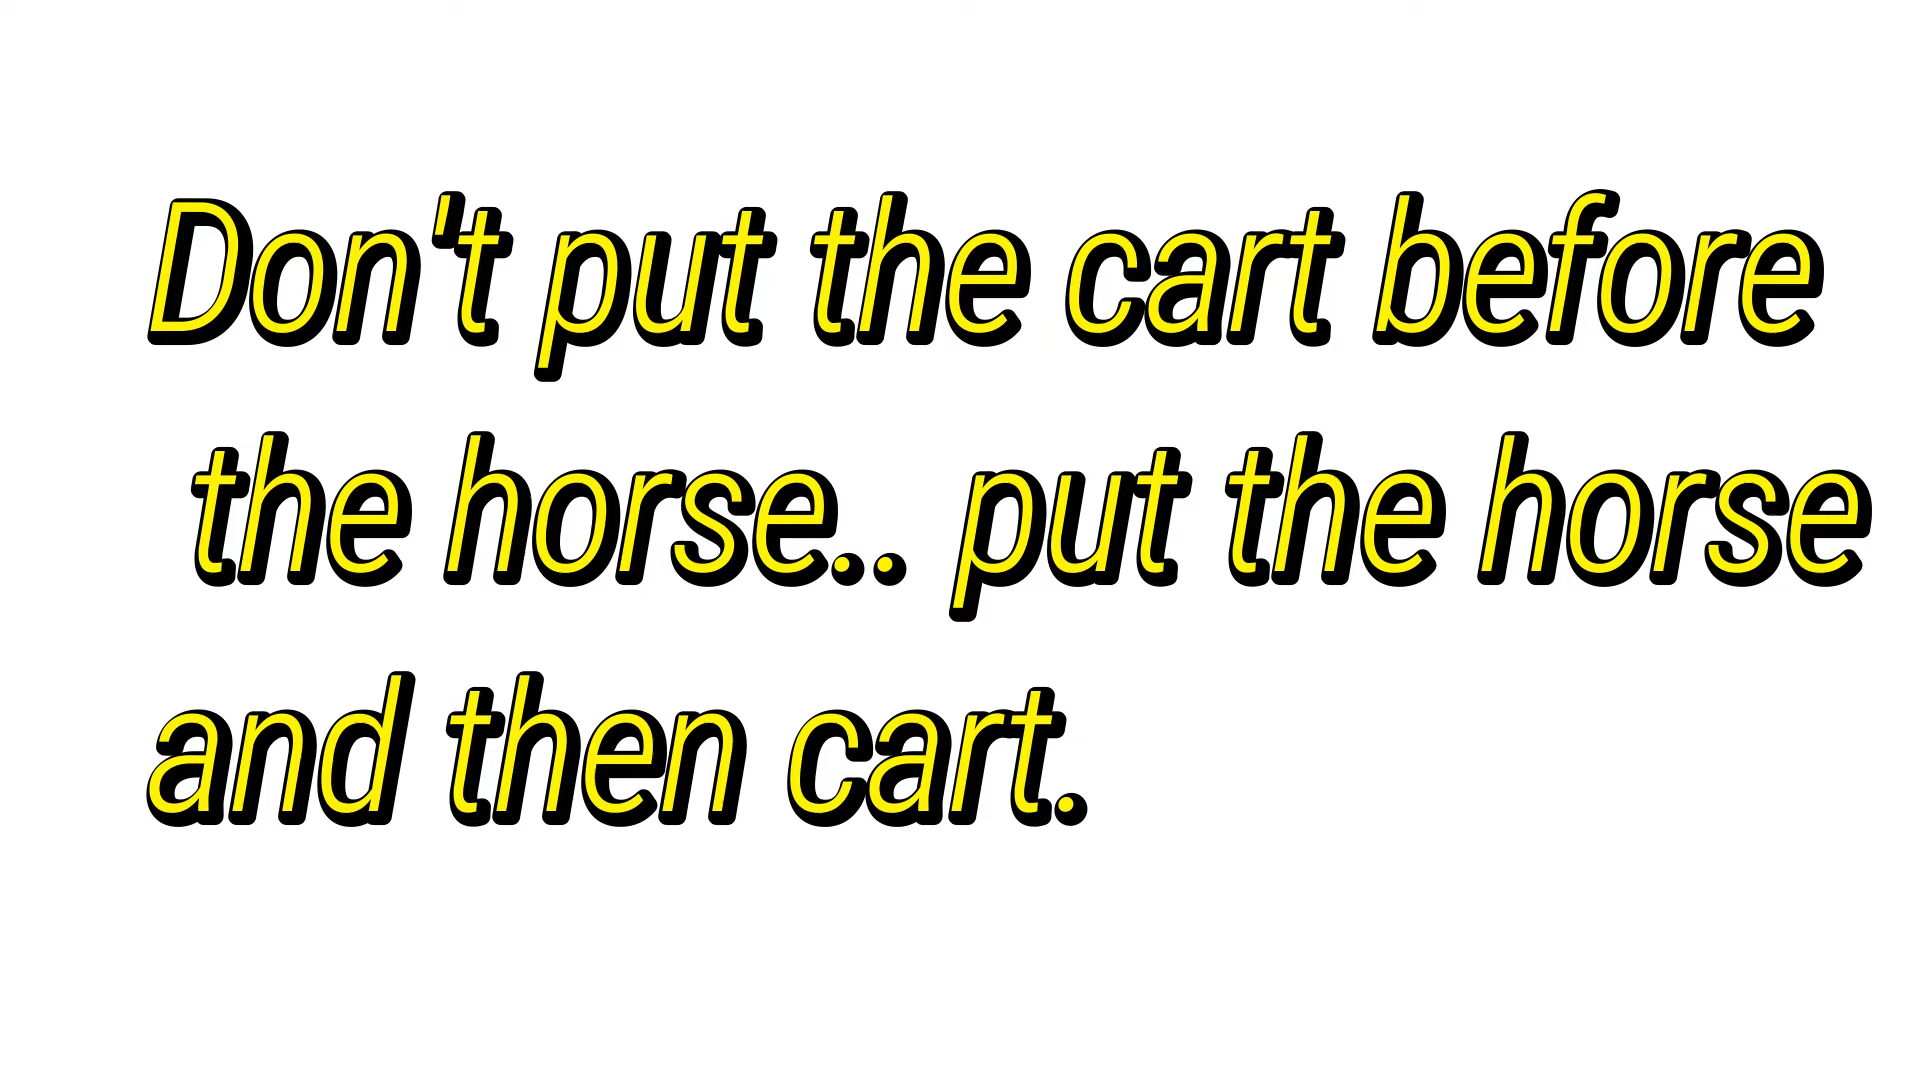 Don't put the cart before
the horse.. put the horse
and then cart.